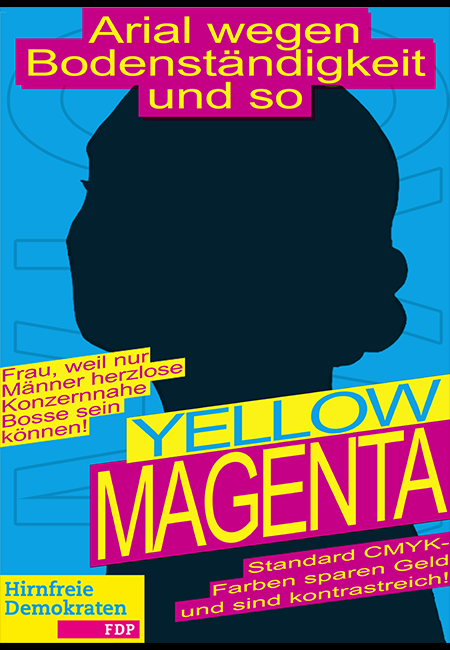 Arial wegen
Bodenständigkeit
und so
Frau, weil nur
Männer herzlose
Konzernnahe
Bosse sein
können!
YELLOW
MAGENTA
Standard CMYK-
Farben sparen Geld
und sind kontrastreich!
Hirnfreie
Demokraten
FDP